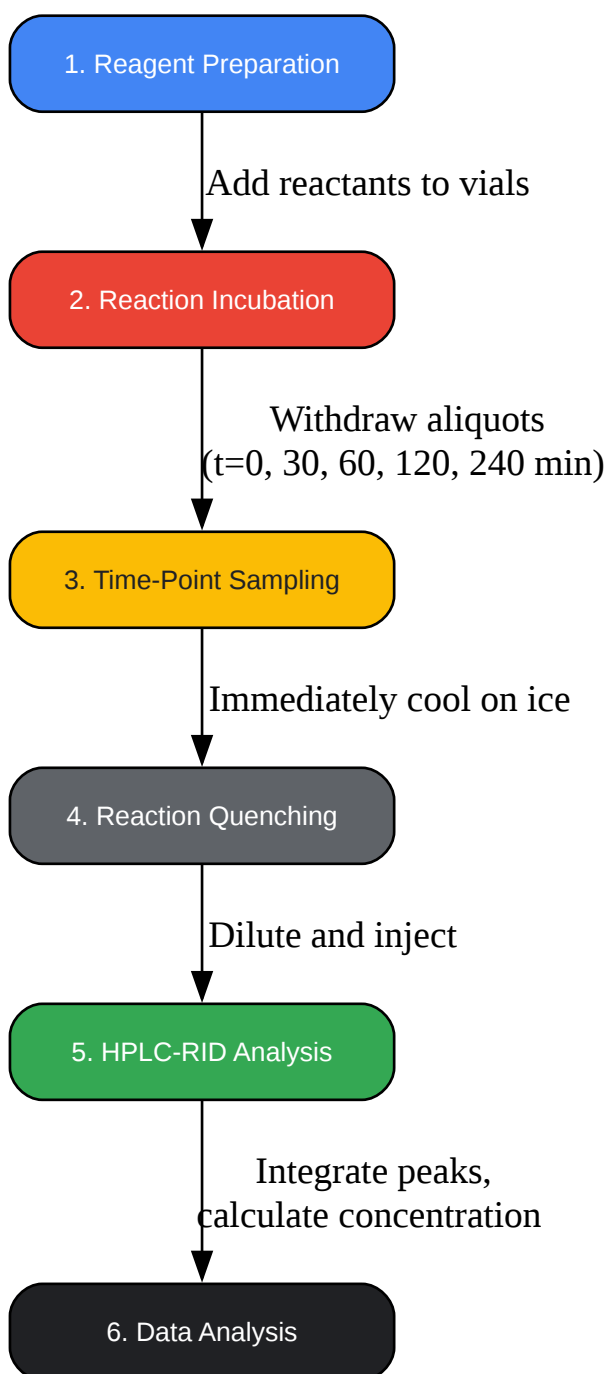 1. Reagent Preparation
Add reactants to vials
2. Reaction Incubation
Withdraw aliquots
(t=0, 30, 60, 120, 240 min)
3. Time-Point Sampling
Immediately cool on ice
4. Reaction Quenching
Dilute and inject
5. HPLC-RID Analysis
Integrate peaks,
calculate concentration
6. Data Analysis